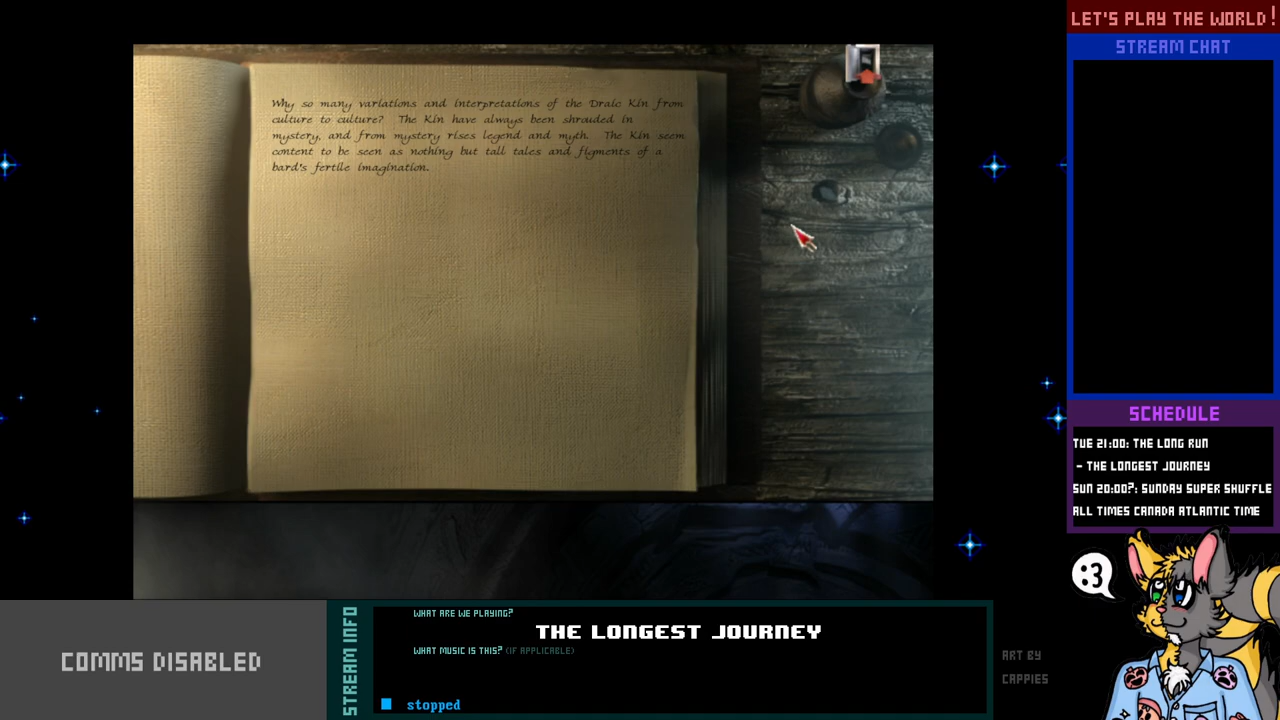 LET'S PLAY THE WORLD!
STREAM CHAT
Why so many variations and interpretations of the Draic Kin from
culture to culture? The Kin have always been shrouded in
mystery, and from mystery rises legend and myth. The Kin seem
content to be seen as nothing but tall tales and figments of a
bard's fertile imagination.
SCHEDULE
TUE 21:00: THE LONG RUN
- THE LONGEST JOURNEY
SUN 20:00?: SUNDAY SUPER SHUFFLE
ALL TIMES CANADA ATLANTIC TIME
:3
COMMS DISABLED
STREAM INFO
WHAT ARE WE PLAYING?
THE LONGEST JOURNEY
WHAT MUSIC IS THIS? (IF APPLICABLE)
stopped
ART BY
CAPPIES